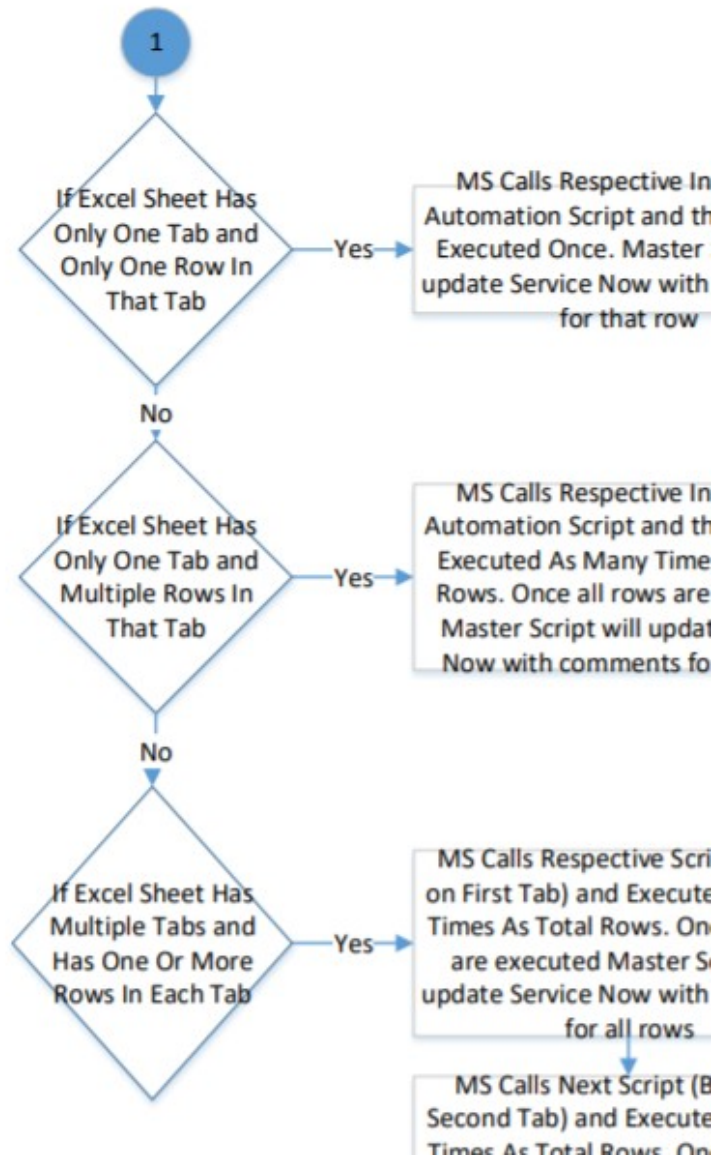 1
If Excel Sheet Has
Only One Tab and
Only One Row In
That Tab
Yes
MS Calls Respective In
Automation Script and th
Executed Once. Master
update Service Now with
for that row
No
If Excel Sheet Has
Only One Tab and
Multiple Rows In
That Tab
Yes
MS Calls Respective In
Automation Script and th
Executed As Many Time
Rows. Once all rows are
Master Script will updat
Now with comments fo
No
If Excel Sheet Has
Multiple Tabs and
Has One Or More
Rows In Each Tab
Yes
MS Calls Respective Scri
on First Tab) and Execute
Times As Total Rows. On
are executed Master S
update Service Now with
for all rows
MS Calls Next Script (B
Second Tab) and Execute
Times As Total Rows. On